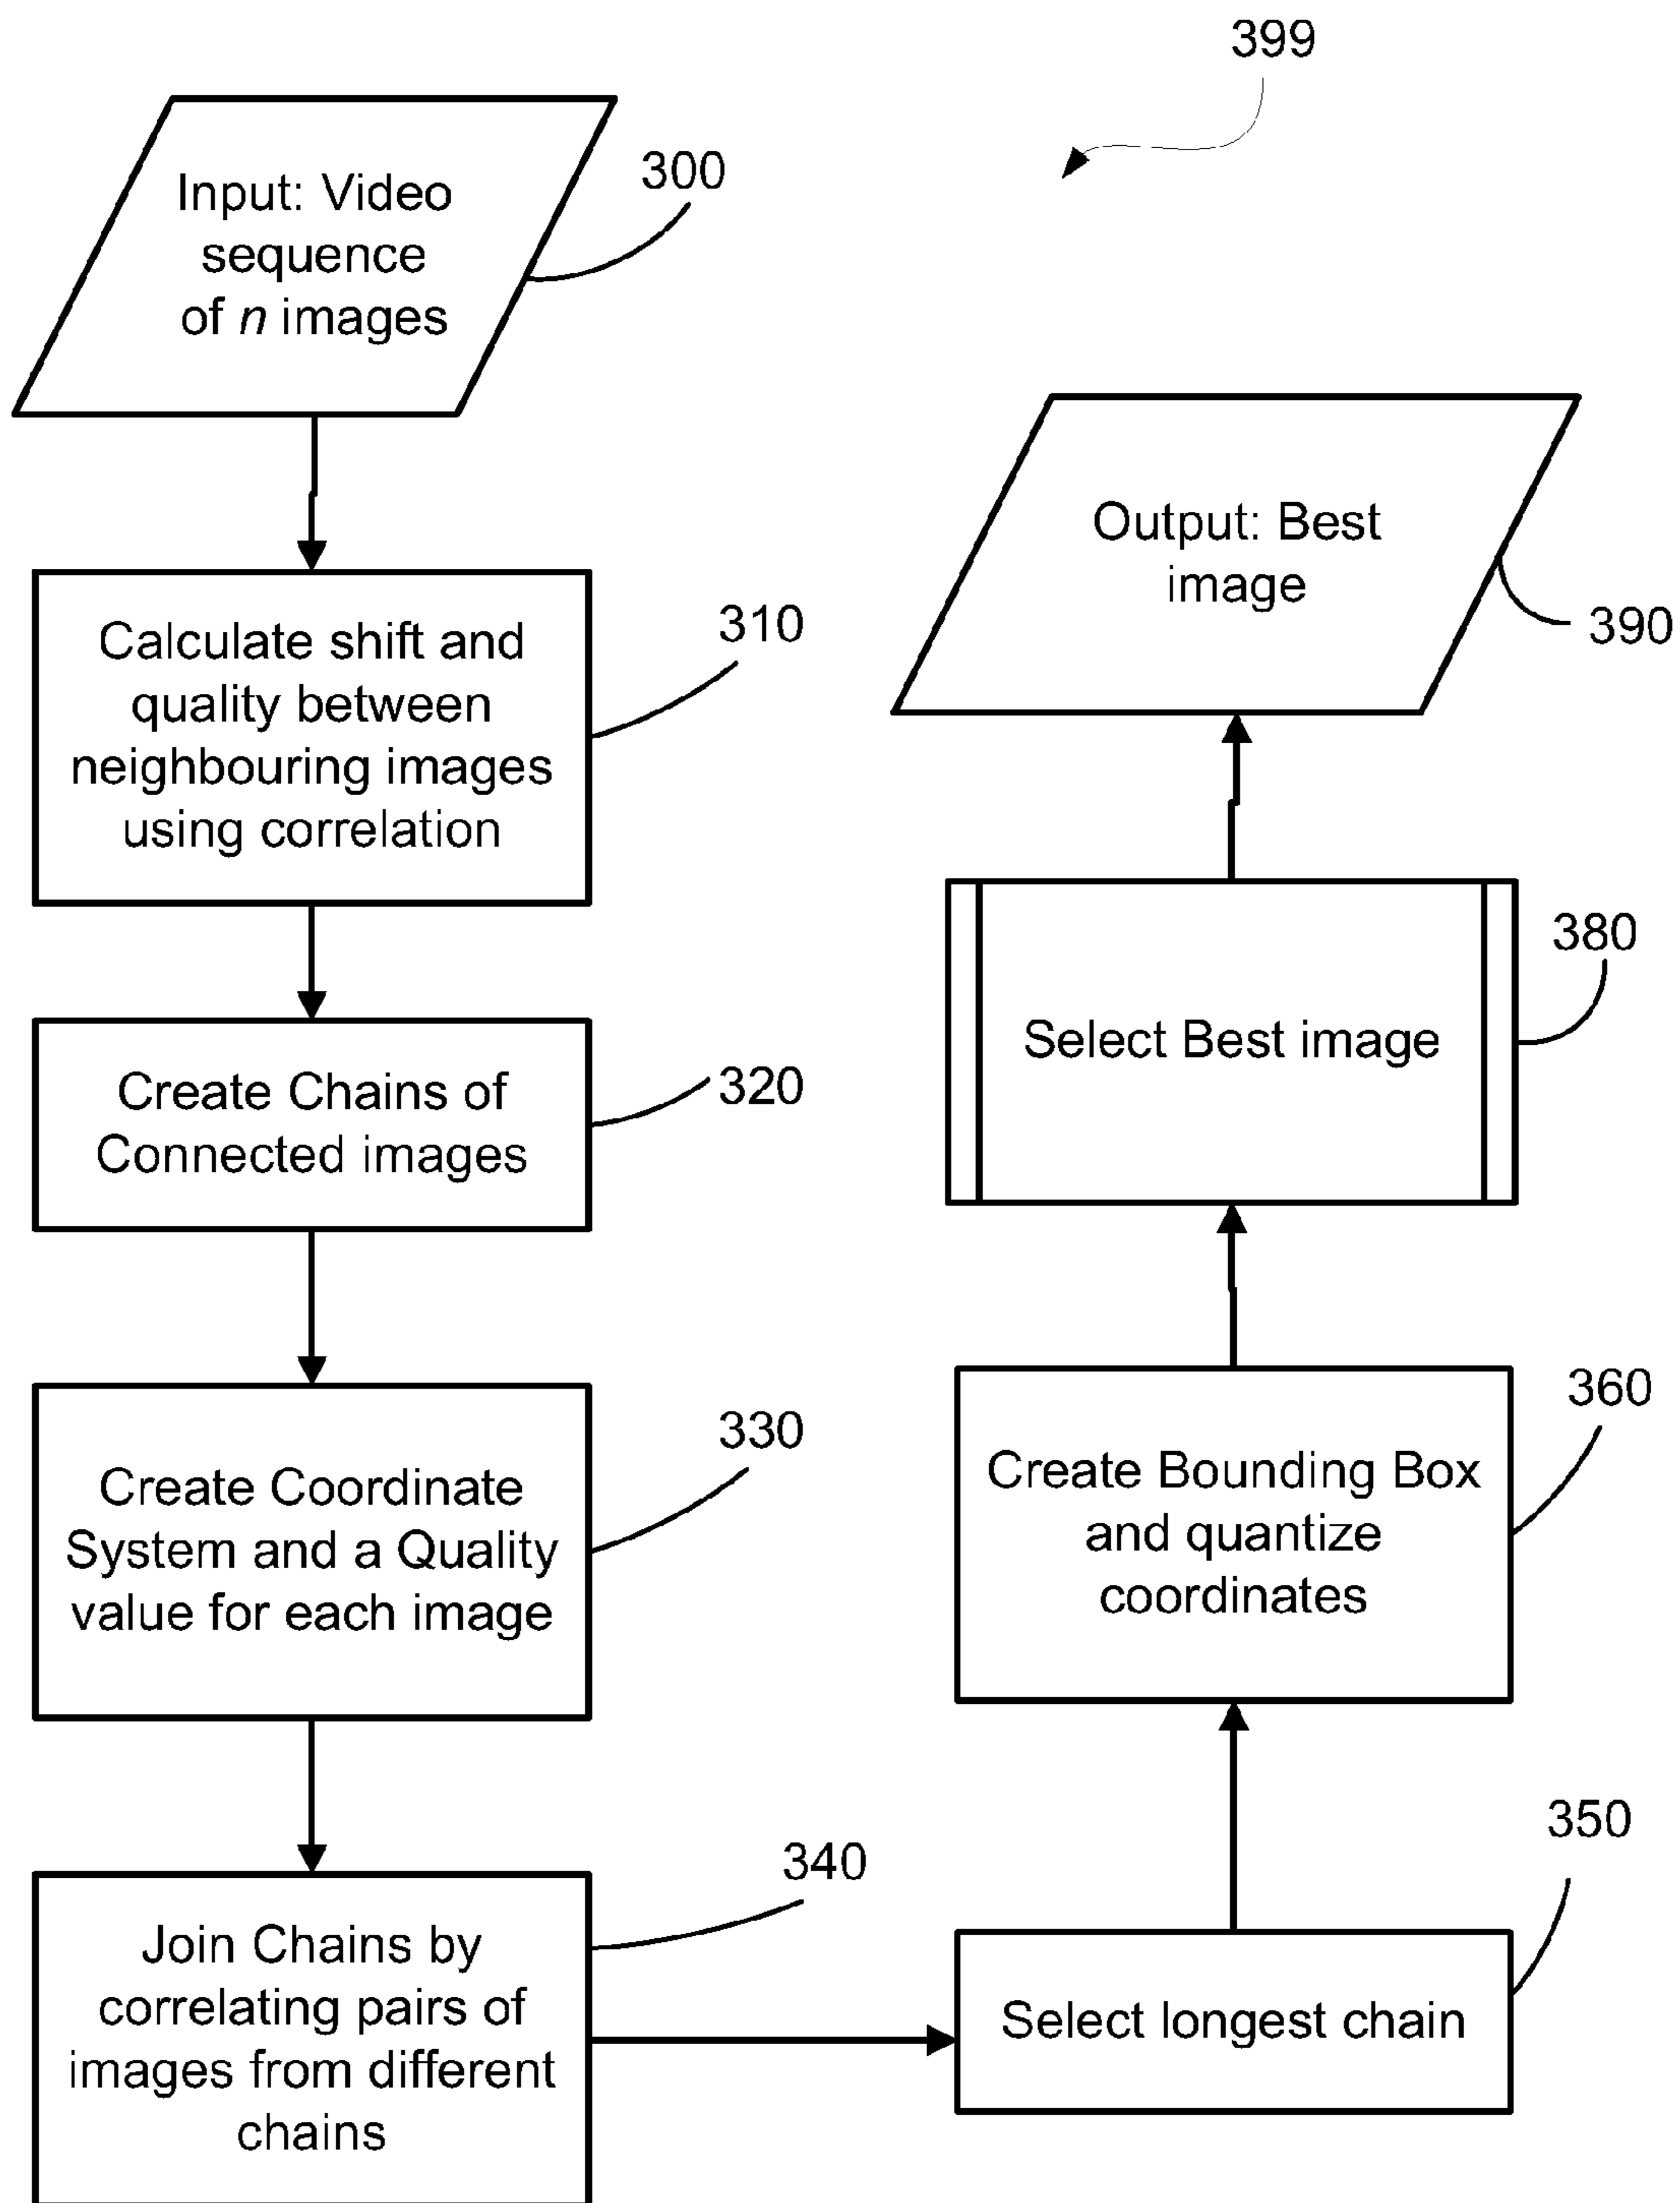 399
Input: Video
sequence
of n images
300
Calculate shift and
quality between
neighbouring images
using correlation
310
Create Chains of
Connected images
320
Create Coordinate
System and a Quality
value for each image
330
Join Chains by
correlating pairs of
images from different
chains
340
Select longest chain
350
Create Bounding Box
and quantize
coordinates
360
Select Best image
380
Output: Best
image
390